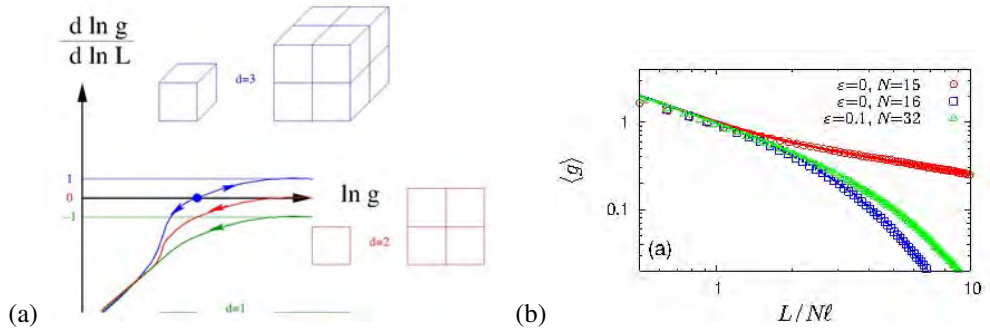 d ln g
d ln L
d=3
1
0
-1
ln g
d=2
d=1
(a)
ε=0, N=15
ε=0, N=16
ε=0.1, N=32
1
0.1
⟨g⟩
(a)
1
10
L/Nℓ
(b)